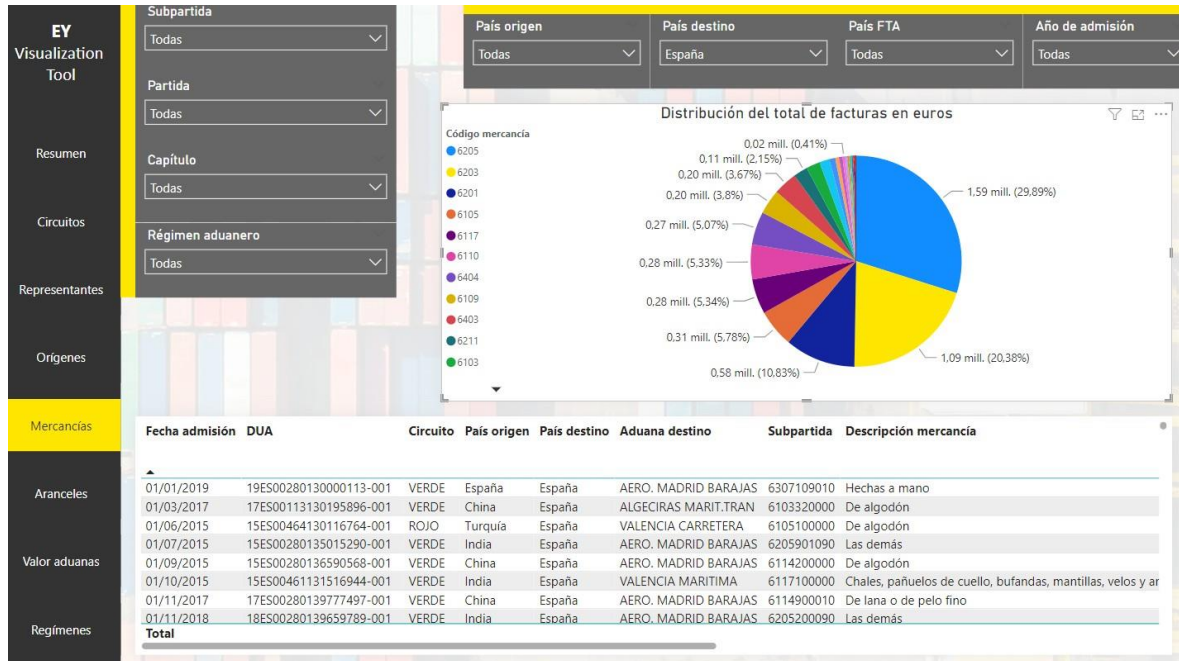 EY
Visualization
Tool
Resumen
Circuitos
Representantes
Orígenes
Mercancías
Aranceles
Valor aduanas
Regímenes
Subpartida
Todas
Partida
Todas
Capítulo
Todas
Régimen aduanero
Todas
País origen País destino País FTA Año de admisión
Todas España Todas Todas
Distribución del total de facturas en euros
Código mercancía
6205
6203
6201
6105
6117
6110
6404
6109
6403
6211
6103
0.02 mill. (0,41%)
0.11 mill. (2,15%)
0,20 mill. (3,67%)
0,20 mill. (3,8%)
0,27 mill. (5,07%)
0,28 mill. (5,33%)
0,28 mill. (5,34%)
0,31 mill. (5,78%)
0,58 mill. (10,83%)
1,09 mill. (20,38%)
1,59 mill. (29,89%)
Fecha admisión DUA Circuito País origen País destino Aduana destino Subpartida Descripción mercancía
01/01/2019 19ES00280130000113-001 VERDE España España AERO. MADRID BARAJAS 6307109010 Hechas a mano
01/03/2017 17ES00113130195896-001 VERDE China España ALGECIRAS MARIT.TRAN 6103320000 De algodón
01/06/2015 15ES00464130116764-001 ROJO Turquía España VALENCIA CARRETERA 6105100000 De algodón
01/07/2015 15ES00280135015290-001 VERDE India España AERO. MADRID BARAJAS 6205901090 Las demás
01/09/2015 15ES00280136590568-001 VERDE China España AERO. MADRID BARAJAS 6114200000 De algodón
01/10/2015 15ES00461131516944-001 VERDE India España VALENCIA MARITIMA 6117100000 Chales, pañuelos de cuello, bufandas, mantillas, velos y ar
01/11/2017 17ES00280139777497-001 VERDE China España AERO. MADRID BARAJAS 6114900010 De lana o de pelo fino
01/11/2018 18ES00280139659789-001 VERDE India España AERO. MADRID BARAJAS 6205200090 Las demás
Total